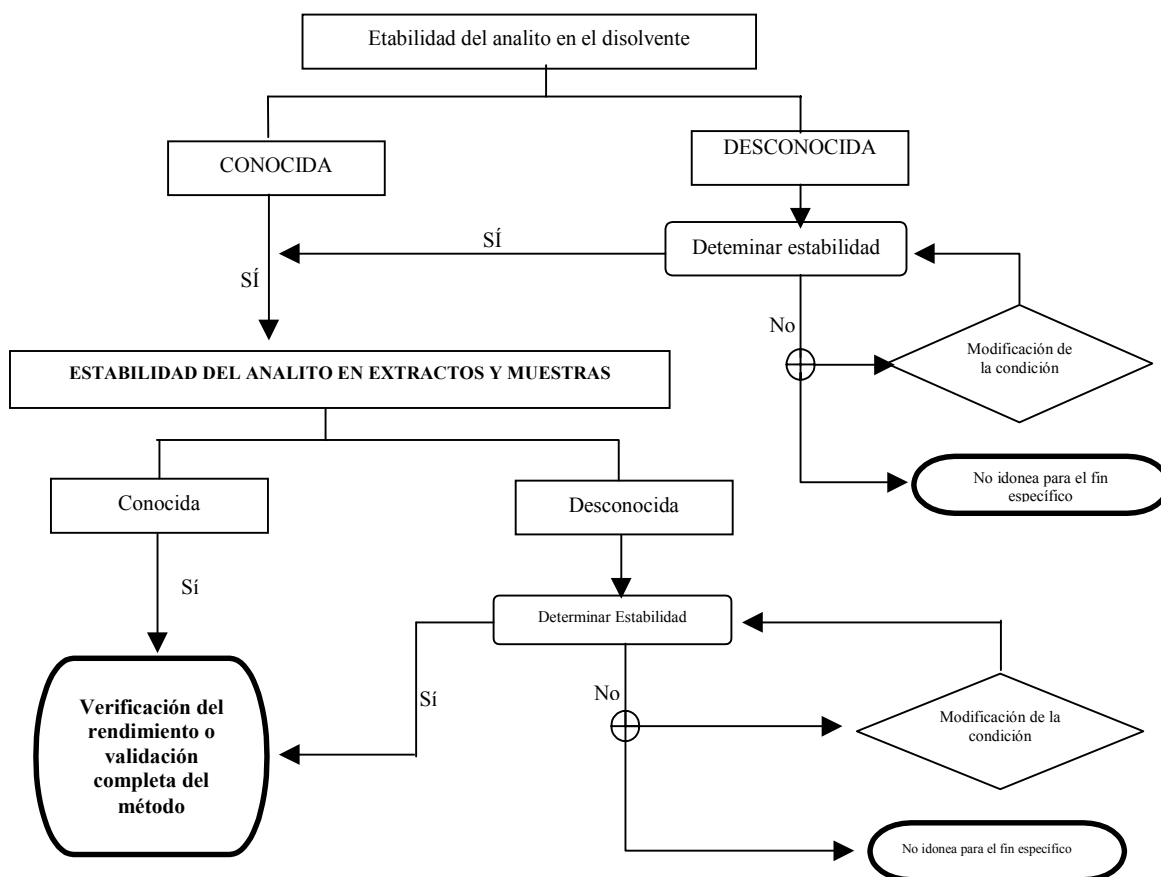 Etabilidad del analito en el disolvente
CONOCIDA
DESCONOCIDA
SÍ
Deteminar estabilidad
SÍ
No
Modificación de
la condición
ESTABILIDAD DEL ANALITO EN EXTRACTOS Y MUESTRAS
No idonea para el fin
específico
Conocida
Desconocida
Sí
Determinar Estabilidad
Sí
No
Verificación del
rendimiento o
validación
completa del
método
Modificación de la
condición
No idonea para el fin específico